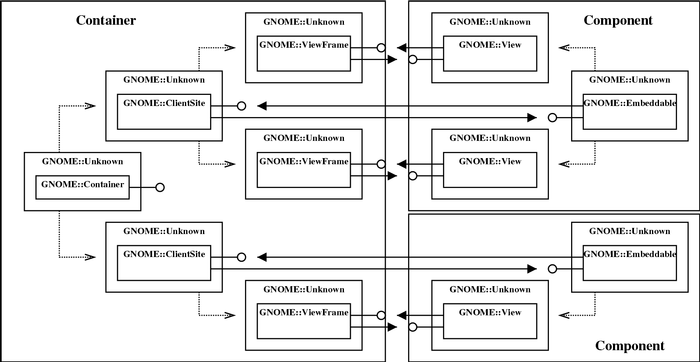 Container
Component
GNOME::Unknown
GNOME::ViewFrame
GNOME::Unknown
GNOME::View
GNOME::Unknown
GNOME::ClientSite
GNOME::Unknown
GNOME::Embeddable
GNOME::Unknown
GNOME::ViewFrame
GNOME::Unknown
GNOME::View
GNOME::Unknown
GNOME::Container
GNOME::Unknown
GNOME::ClientSite
GNOME::Unknown
GNOME::Embeddable
GNOME::Unknown
GNOME::ViewFrame
GNOME::Unknown
GNOME::View
Component